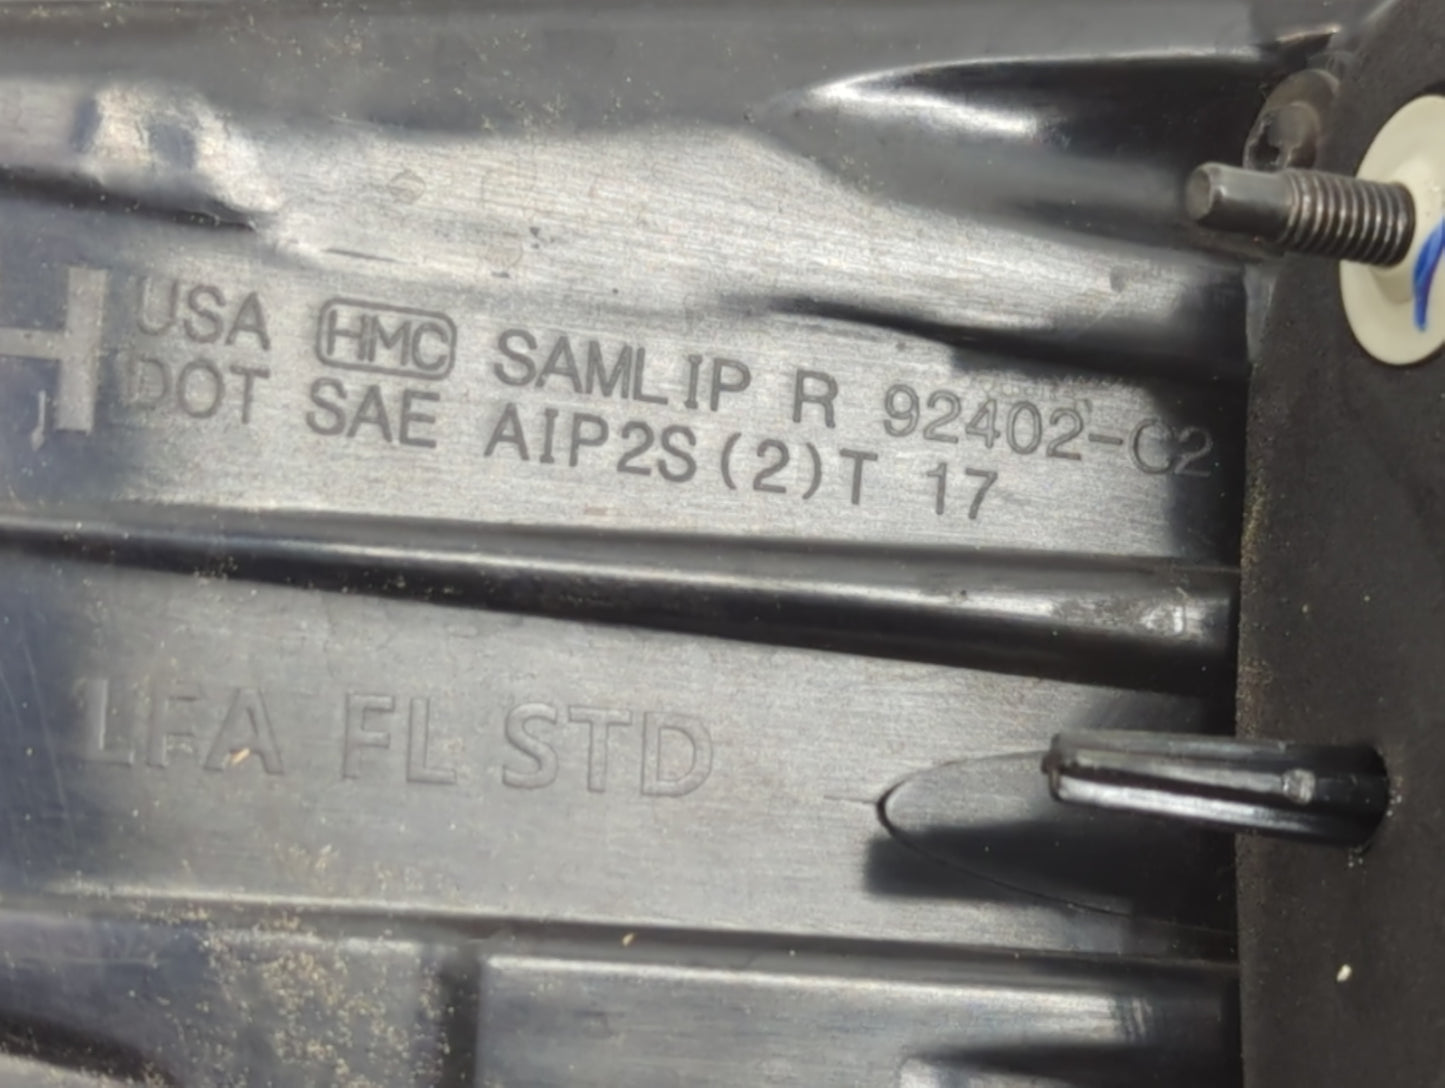 USA HMC SAMLIP R 92402-C2
DOT SAE AIP2S(2)T 17
LFA FL STD